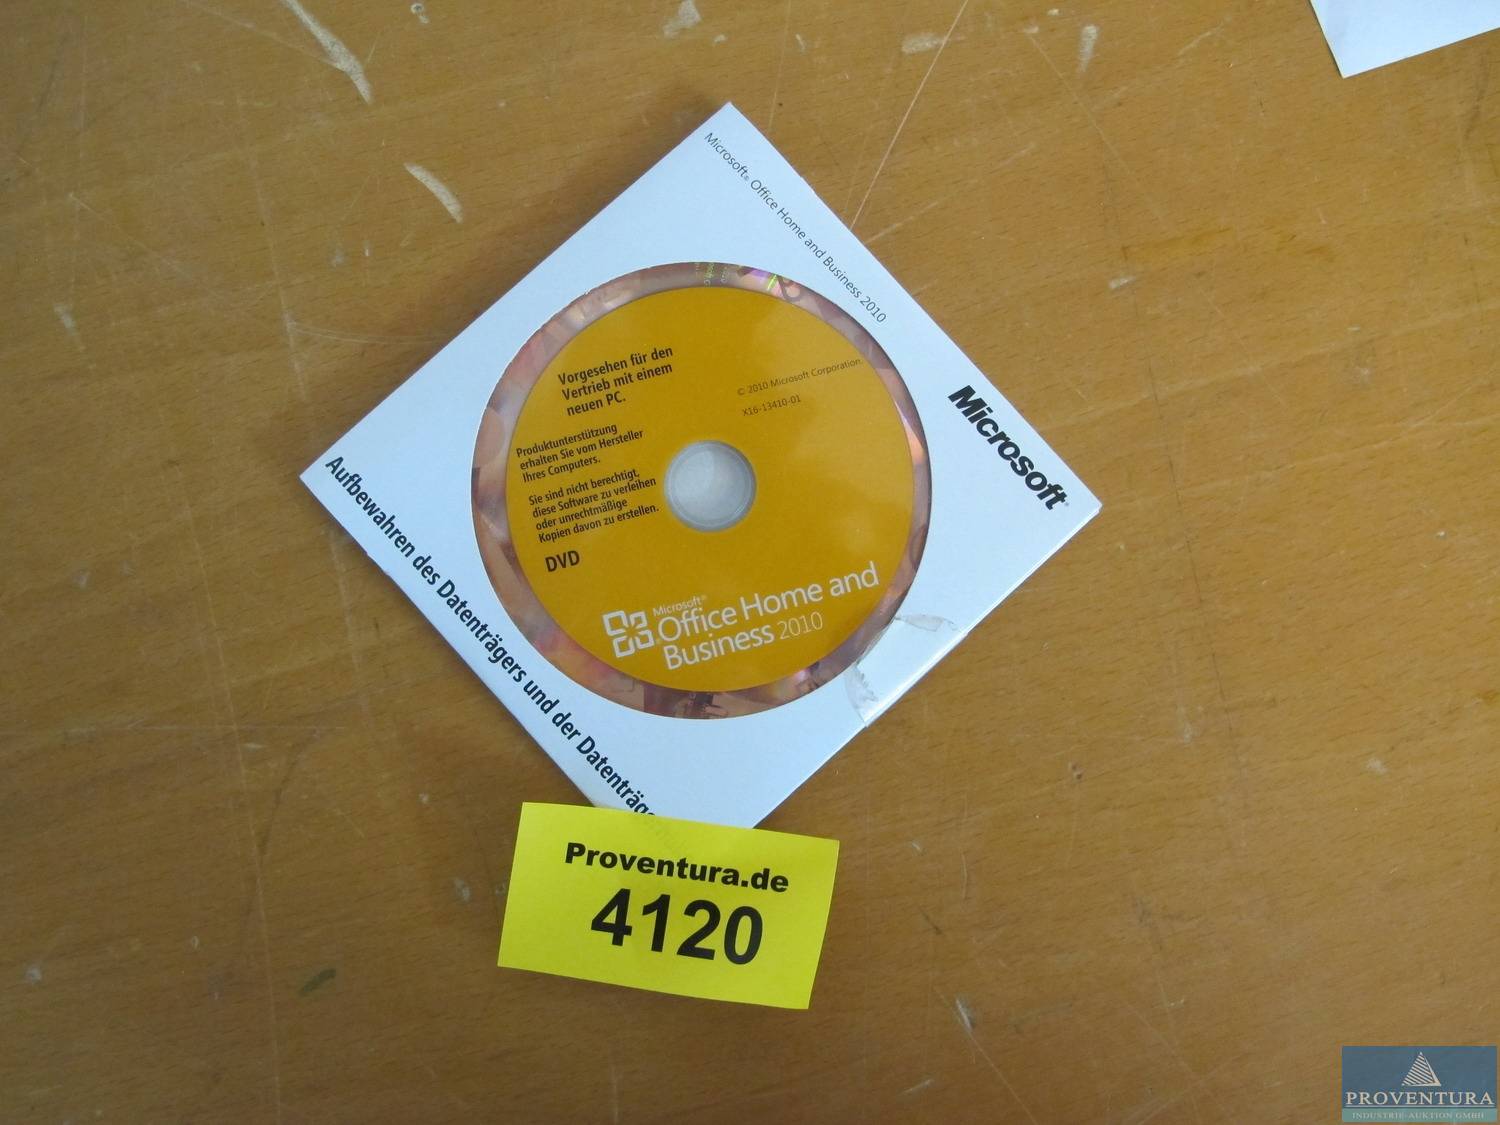 Microsoft® Office Home and Business 2010
Microsoft®
Vorgesehen für den
Vertrieb mit einem
neuen PC.
© 2010 Microsoft Corporation.
X16-13410-01
Produktunterstützung
erhalten Sie vom Hersteller
Ihres Computers.
Sie sind nicht berechtigt,
diese Software zu verleihen
oder unrechtmäßige
Kopien davon zu erstellen.
DVD
Microsoft®
Office Home and
Business 2010
Aufbewahren des Datenträgers und der
Proventura.de
4120
PROVENTURA
INDUSTRIE-AUKTION GMBH